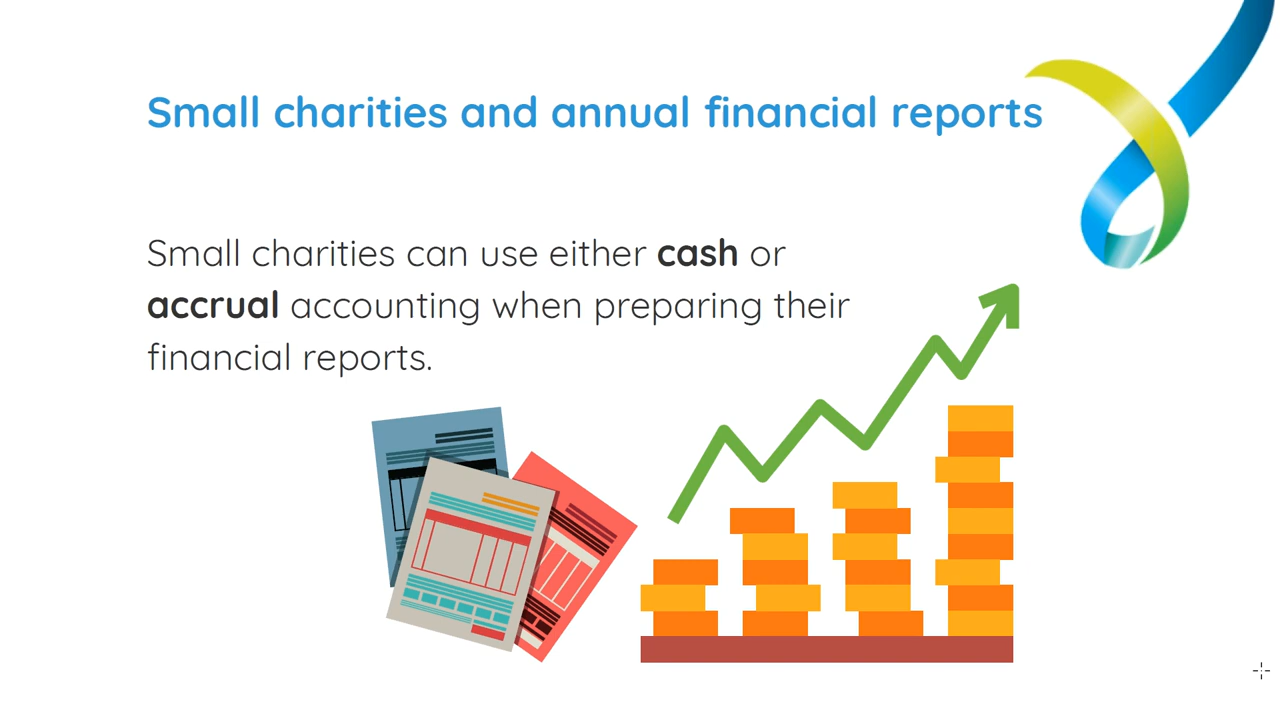 Small charities and annual financial reports
Small charities can use either cash or
accrual accounting when preparing their
financial reports.